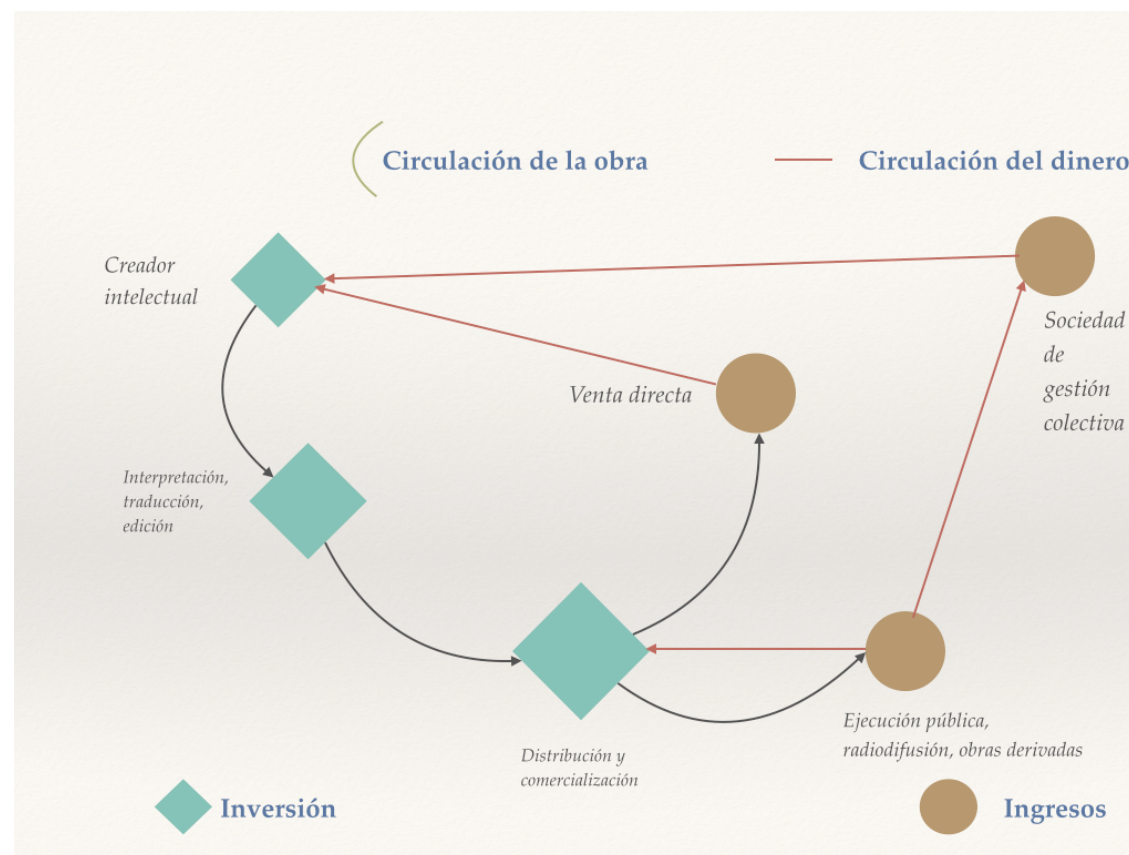 Circulación de la obra
Circulación del dinero
Creador
intelectual
Sociedad
de
gestión
colectiva
Venta directa
Interpretación,
traducción,
edición
Ejecución pública,
radiodifusión, obras derivadas
Distribución y
comercialización
Inversión
Ingresos